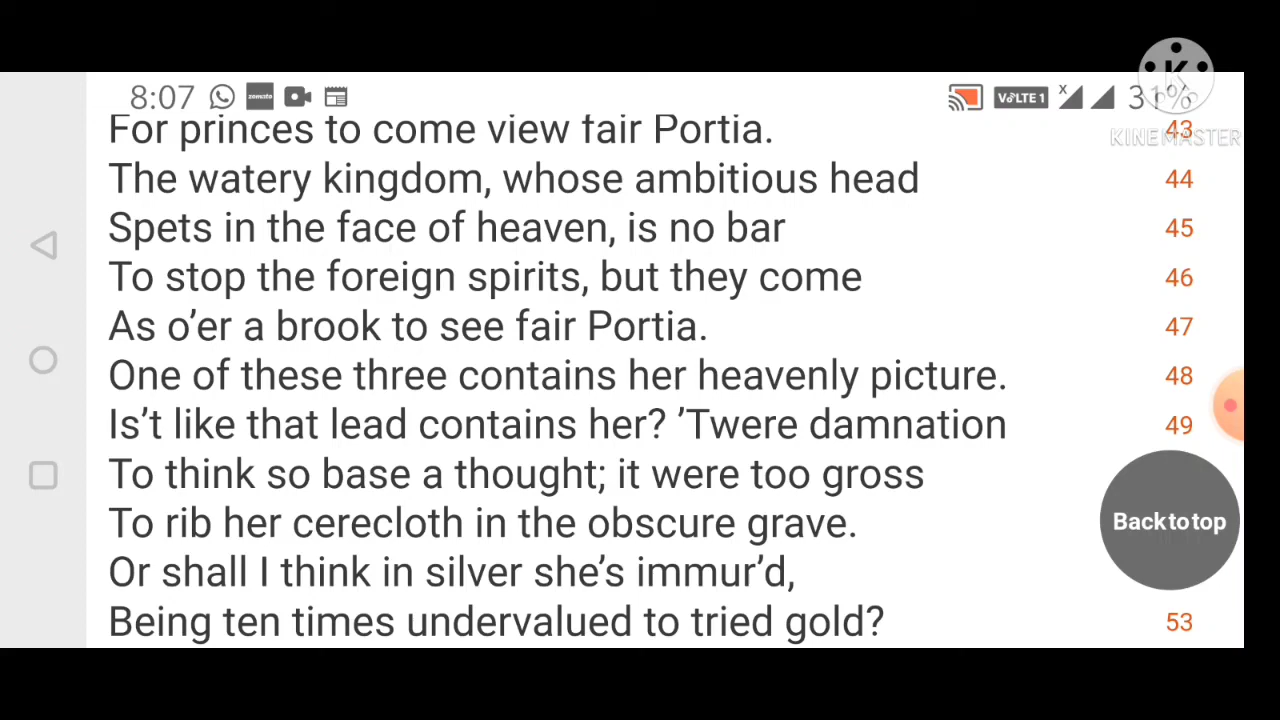 8:07 zomato VoLTE 1 x 31%
KINEMASTER
For princes to come view fair Portia. 43
The watery kingdom, whose ambitious head 44
Spets in the face of heaven, is no bar 45
To stop the foreign spirits, but they come 46
As o’er a brook to see fair Portia. 47
One of these three contains her heavenly picture. 48
Is’t like that lead contains her? ’Twere damnation 49
To think so base a thought; it were too gross
To rib her cerecloth in the obscure grave.
Back to top
Or shall I think in silver she’s immur’d,
Being ten times undervalued to tried gold? 53